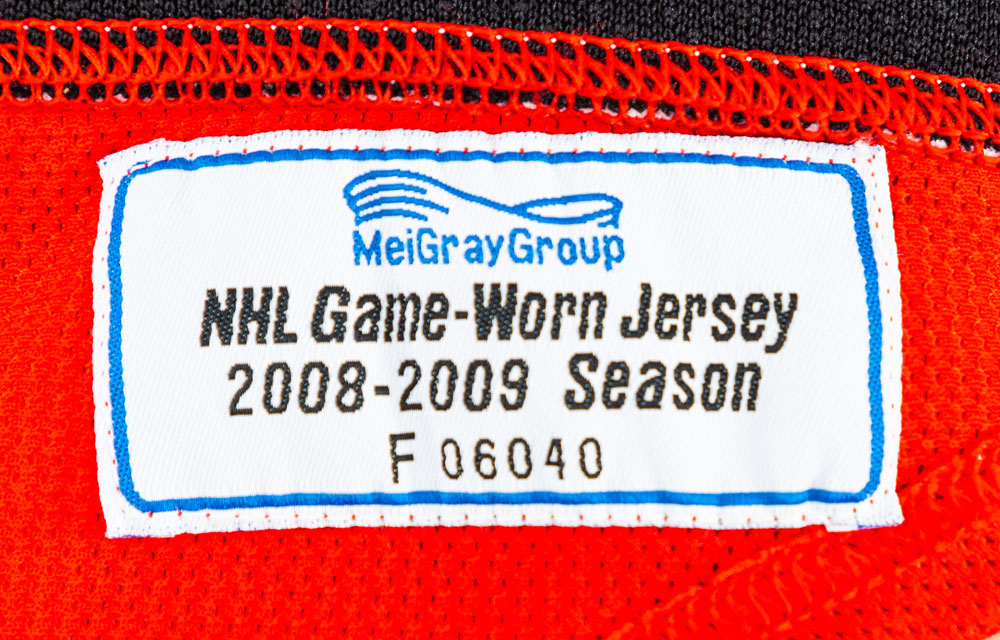 MeiGrayGroup
NHL Game-Worn Jersey
2008-2009 Season
F 06040